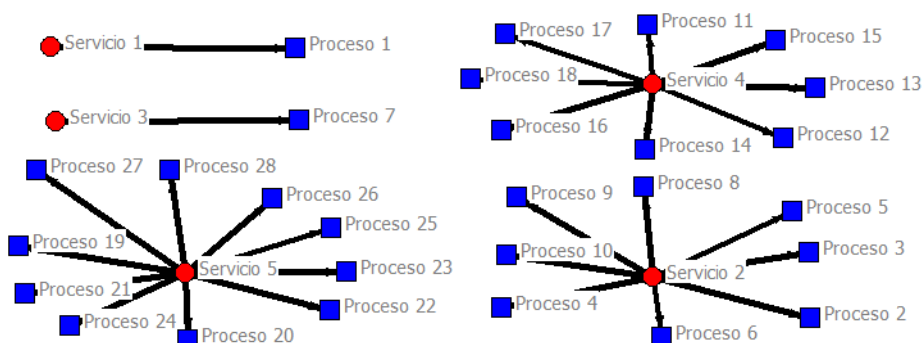 Servicio 1
Proceso 1
Servicio 3
Proceso 7
Proceso 17
Proceso 11
Proceso 15
Proceso 18
Servicio 4
Proceso 13
Proceso 16
Proceso 14
Proceso 12
Proceso 27
Proceso 28
Proceso 26
Proceso 25
Proceso 19
Servicio 5
Proceso 23
Proceso 21
Proceso 22
Proceso 24
Proceso 20
Proceso 9
Proceso 8
Proceso 5
Proceso 10
Proceso 3
Servicio 2
Proceso 4
Proceso 2
Proceso 6